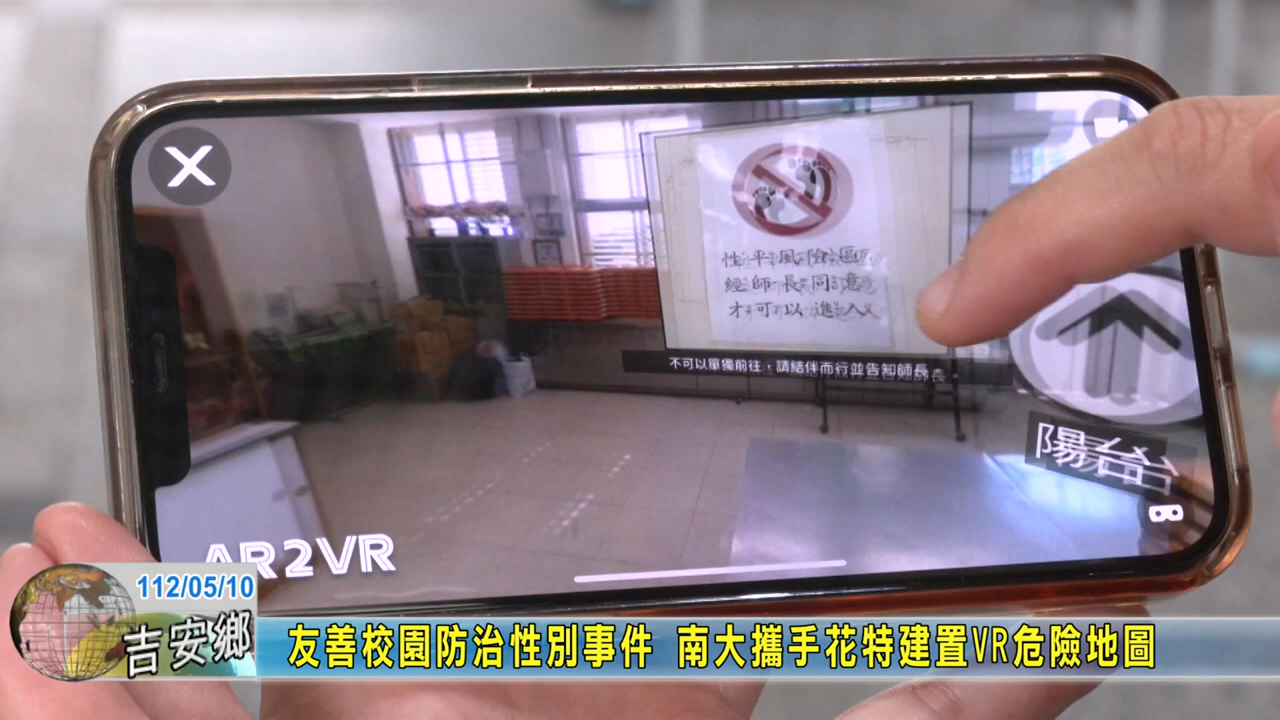 性平風險區
經師長同意
才可以進入
不可以單獨前往，請結伴而行並告知師長
陽台
AR2VR
112/05/10
吉安鄉
友善校園防治性別事件 南大攜手花特建置VR危險地圖